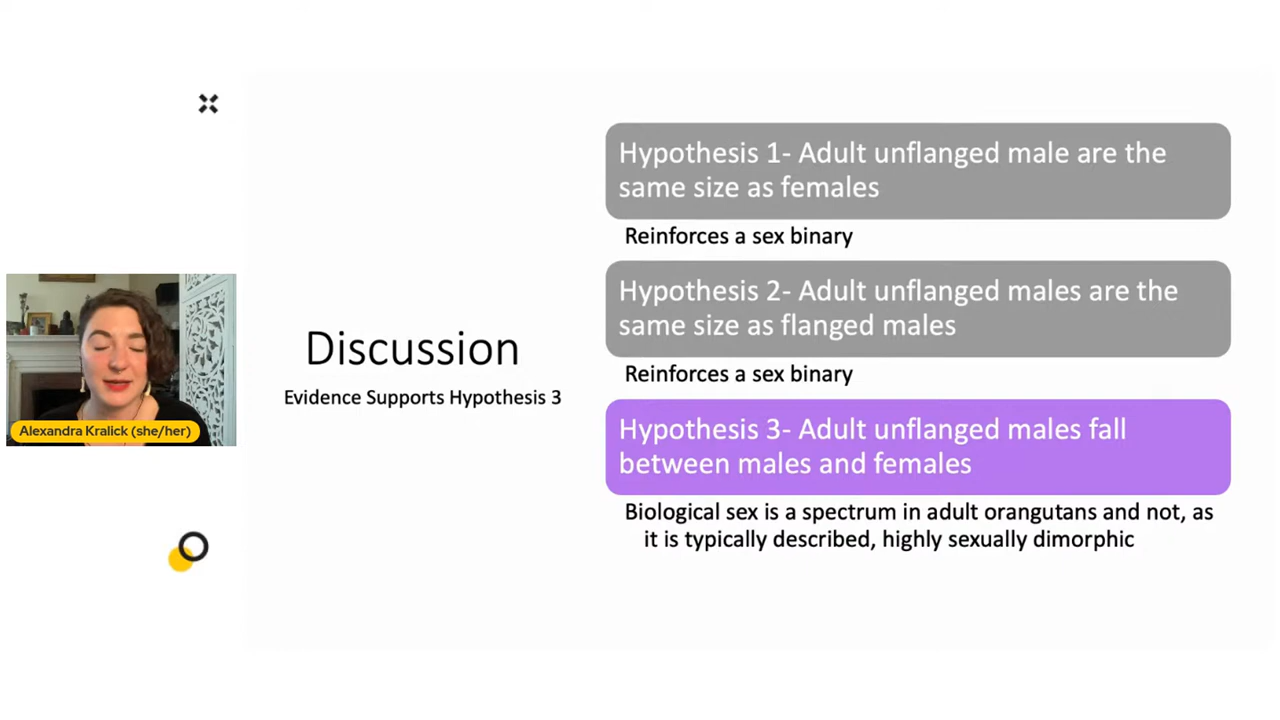 Hypothesis 1- Adult unflanged male are the
same size as females
Reinforces a sex binary
Hypothesis 2- Adult unflanged males are the
same size as flanged males
Reinforces a sex binary
Discussion
Evidence Supports Hypothesis 3
Hypothesis 3- Adult unflanged males fall
between males and females
Biological sex is a spectrum in adult orangutans and not, as
it is typically described, highly sexually dimorphic
Alexandra Kralick (she/her)